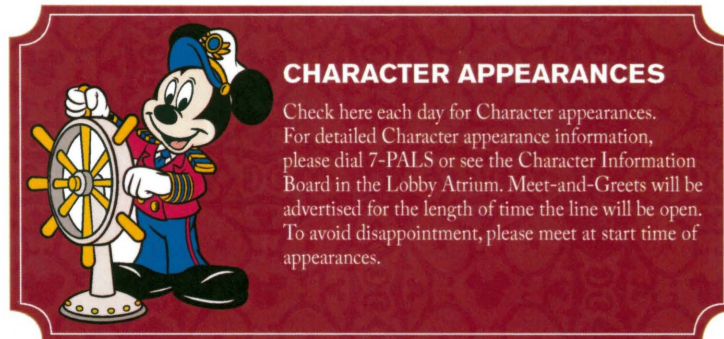 CHARACTER APPEARANCES
Check here each day for Character appearances.
For detailed Character appearance information,
please dial 7-PALS or see the Character Information
Board in the Lobby Atrium. Meet-and-Greets will be
advertised for the length of time the line will be open.
To avoid disappointment, please meet at start time of
appearances.